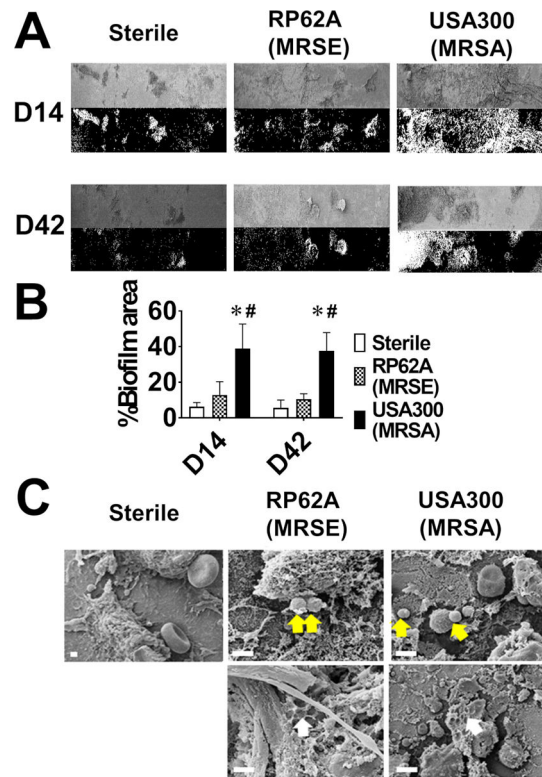 A
Sterile
RP62A
(MRSE)
USA300
(MRSA)
D14
D42
B
%Biofilm area
60
40
20
0
*#
*#
D14
D42
Sterile
RP62A
(MRSE)
USA300
(MRSA)
C
Sterile
RP62A
(MRSE)
USA300
(MRSA)